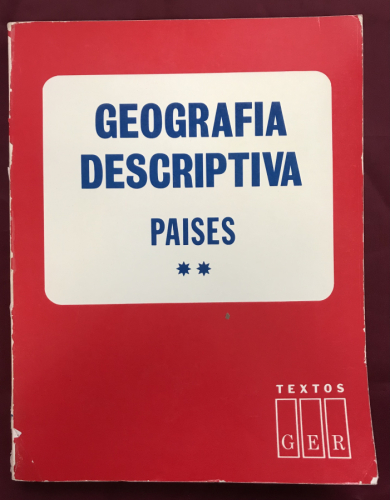 GEOGRAFIA
DESCRIPTIVA
PAISES
**
TEXTOS
GER